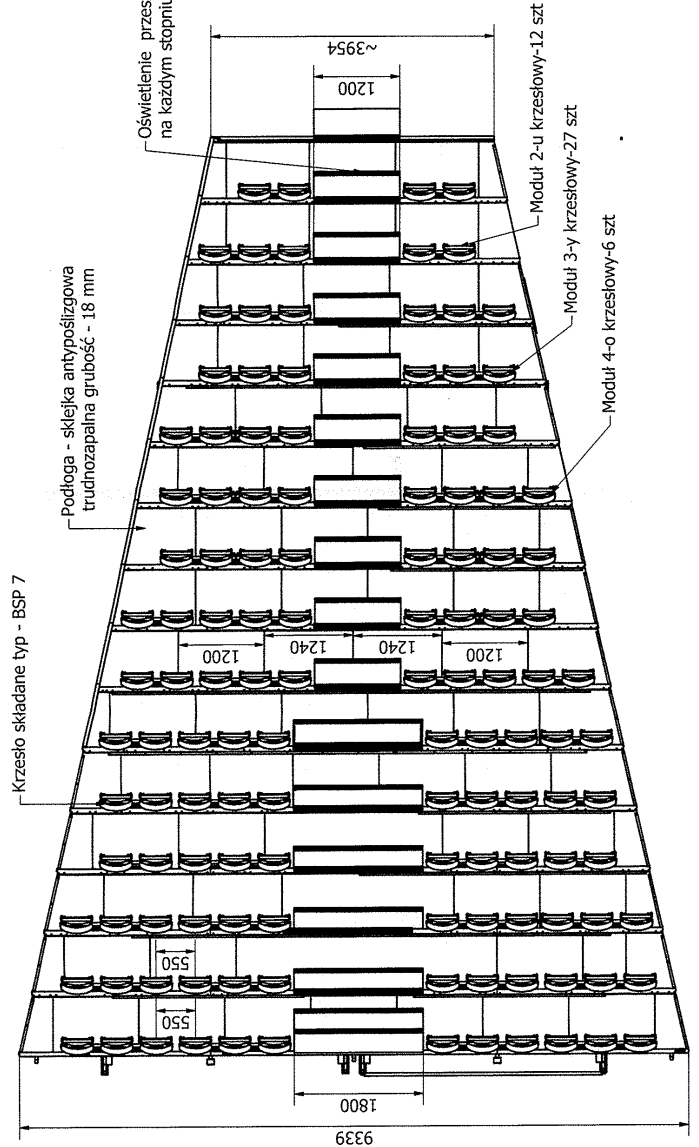 Oświetlenie przes
na każdym stopniu
~3954
1200
Moduł 2-u krzesłowy-12 szt
Moduł 3-y krzesłowy-27 szt
Moduł 4-o krzesłowy-6 szt
Podłoga - sklejka antypoślizgowa
trudnozapalna grubość - 18 mm
Krzesło składane typ - BSP 7
1200
1240
1240
1200
550
550
1800
9339